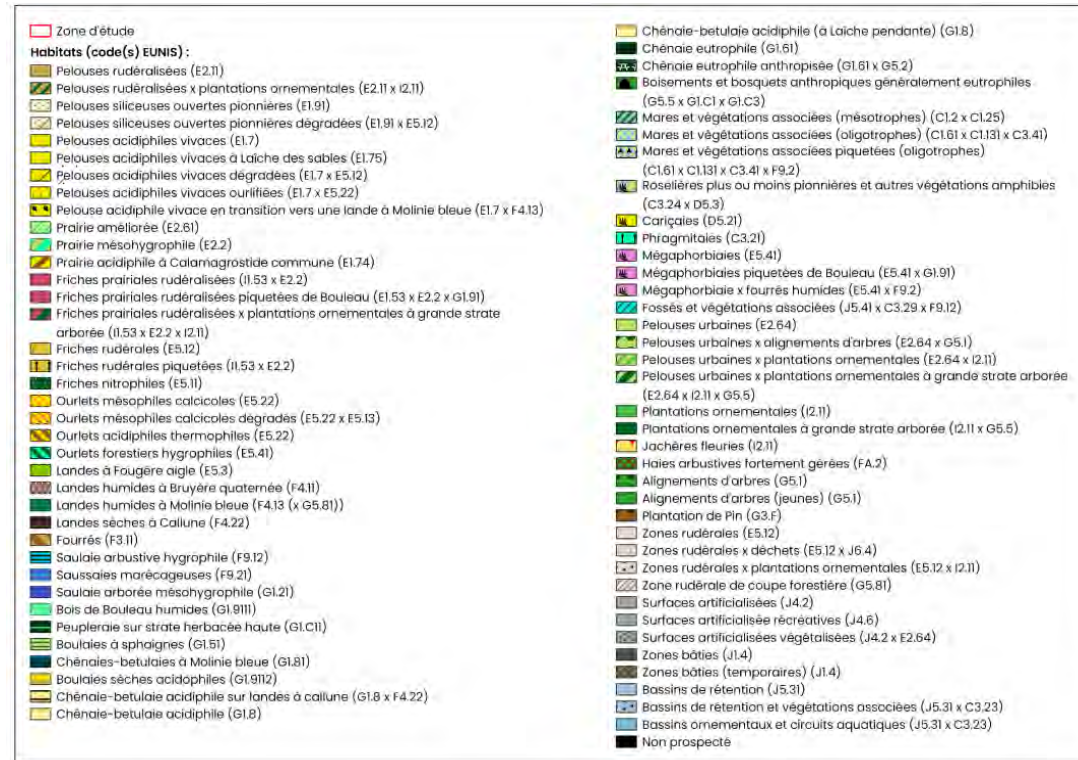 Zone d'étude
Habitats (code(s) EUNIS) :
Pelouses rudéralisées (E2.11)
Pelouses rudéralisées x plantations ornementales (E2.11 x I2.11)
Pelouses siliceuses ouvertes pionnières (E1.91)
Pelouses siliceuses ouvertes pionnières dégradées (E1.91 x E5.12)
Pelouses acidiphiles vivaces (E1.7)
Pelouses acidiphiles vivaces à Laîche des sables (E1.75)
Pelouses acidiphiles vivaces dégradées (E1.7 x E5.12)
Pelouses acidiphiles vivaces ourlifiées (E1.7 x E5.22)
Pelouse acidiphile vivace en transition vers une lande à Molinie bleue (E1.7 x F4.13)
Prairie améliorée (E2.61)
Prairie mésohygrophile (E2.2)
Prairie acidiphile à Calamagrostide commune (E1.74)
Friches prairiales rudéralisées (I1.53 x E2.2)
Friches prairiales rudéralisées piquetées de Bouleau (E1.53 x E2.2 x G1.91)
Friches prairiales rudéralisées x plantations ornementales à grande strate
arborée (I1.53 x E2.2 x I2.11)
Friches rudérales (E5.12)
Friches rudérales piquetées (I1.53 x E2.2)
Friches nitrophiles (E5.11)
Ourlets mésophiles calcicoles (E5.22)
Ourlets mésophiles calcicoles dégradés (E5.22 x E5.13)
Ourlets acidiphiles thermophiles (E5.22)
Ourlets forestiers hygrophiles (E5.41)
Landes à Fougère aigle (E5.3)
Landes humides à Bruyère quaternée (F4.11)
Landes humides à Molinie bleue (F4.13 (x G5.81))
Landes sèches à Callune (F4.22)
Fourrés (F3.11)
Saulaie arbustive hygrophile (F9.12)
Saussaies marécageuses (F9.21)
Saulaie arborée mésohygrophile (G1.21)
Bois de Bouleau humides (G1.9111)
Peupleraie sur strate herbacée haute (G1.C11)
Boulaies à sphaignes (G1.51)
Chênaies-betulaies à Molinie bleue (G1.81)
Boulaies sèches acidophiles (G1.9112)
Chênaie-betulaie acidiphile sur landes à callune (G1.8 x F4.22)
Chênaie-betulaie acidiphile (G1.8)
Chênaie-betulaie acidiphile (à Laîche pendante) (G1.8)
Chênaie eutrophile (G1.61)
Chênaie eutrophile anthropisée (G1.61 x G5.2)
Boisements et bosquets anthropiques généralement eutrophiles
(G5.5 x G1.C1 x G1.C3)
Mares et végétations associées (mésotrophes) (C1.2 x C1.25)
Mares et végétations associées (oligotrophes) (C1.61 x C1.131 x C3.41)
Mares et végétations associées piquetées (oligotrophes)
(C1.61 x C1.131 x C3.41 x F9.2)
Roselières plus ou moins pionnières et autres végétations amphibies
(C3.24 x D5.3)
Cariçaies (D5.21)
Phragmitaies (C3.21)
Mégaphorbiaies (E5.41)
Mégaphorbiaies piquetées de Bouleau (E5.41 x G1.91)
Mégaphorbiaie x fourrés humides (E5.41 x F9.2)
Fossés et végétations associées (J5.41 x C3.29 x F9.12)
Pelouses urbaines (E2.64)
Pelouses urbaines x alignements d'arbres (E2.64 x G5.1)
Pelouses urbaines x plantations ornementales (E2.64 x I2.11)
Pelouses urbaines x plantations ornementales à grande strate arborée
(E2.64 x I2.11 x G5.5)
Plantations ornementales (I2.11)
Plantations ornementales à grande strate arborée (I2.11 x G5.5)
Jachères fleuries (I2.11)
Haies arbustives fortement gérées (FA.2)
Alignements d'arbres (G5.1)
Alignements d'arbres (jeunes) (G5.1)
Plantation de Pin (G3.F)
Zones rudérales (E5.12)
Zones rudérales x déchets (E5.12 x J6.4)
Zones rudérales x plantations ornementales (E5.12 x I2.11)
Zone rudérale de coupe forestière (G5.81)
Surfaces artificialisées (J4.2)
Surfaces artificialisée récréatives (J4.6)
Surfaces artificialisées végétalisées (J4.2 x E2.64)
Zones bâties (J1.4)
Zones bâties (temporaires) (J1.4)
Bassins de rétention (J5.31)
Bassins de rétention et végétations associées (J5.31 x C3.23)
Bassins ornementaux et circuits aquatiques (J5.31 x C3.23)
Non prospecté